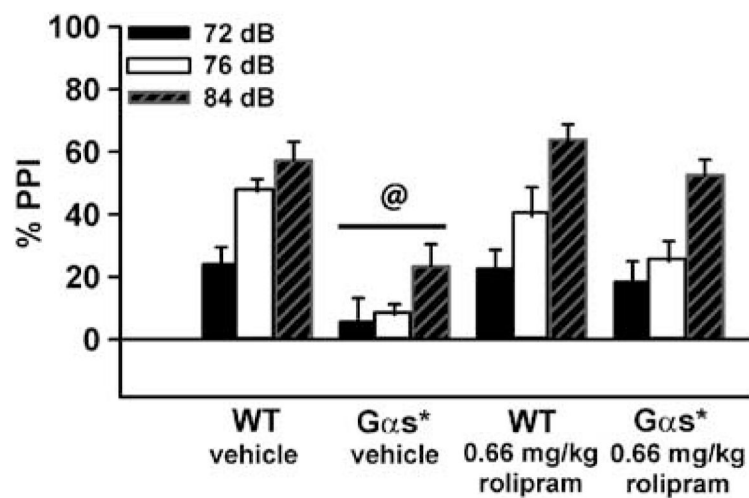 100
80
60
40
20
0
% PPI
72 dB
76 dB
84 dB
@
WT
vehicle
Gαs*
vehicle
WT
0.66 mg/kg
rolipram
Gαs*
0.66 mg/kg
rolipram